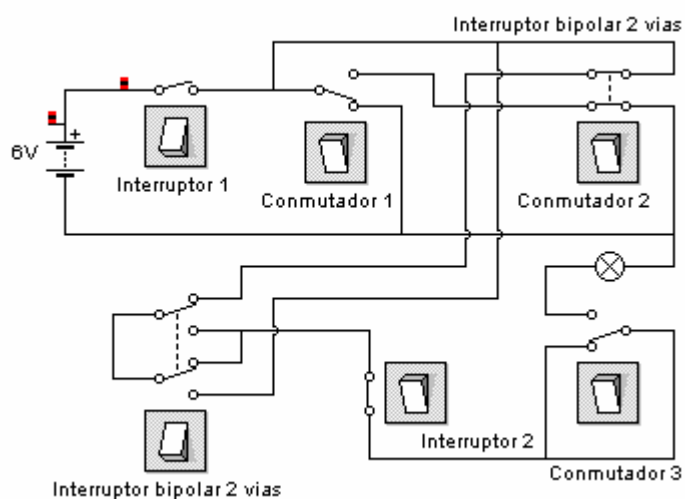 Interruptor bipolar 2 vias
+
6V
Interruptor 1
Conmutador 1
Conmutador 2
Interruptor 2
Conmutador 3
Interruptor bipolar 2 vias